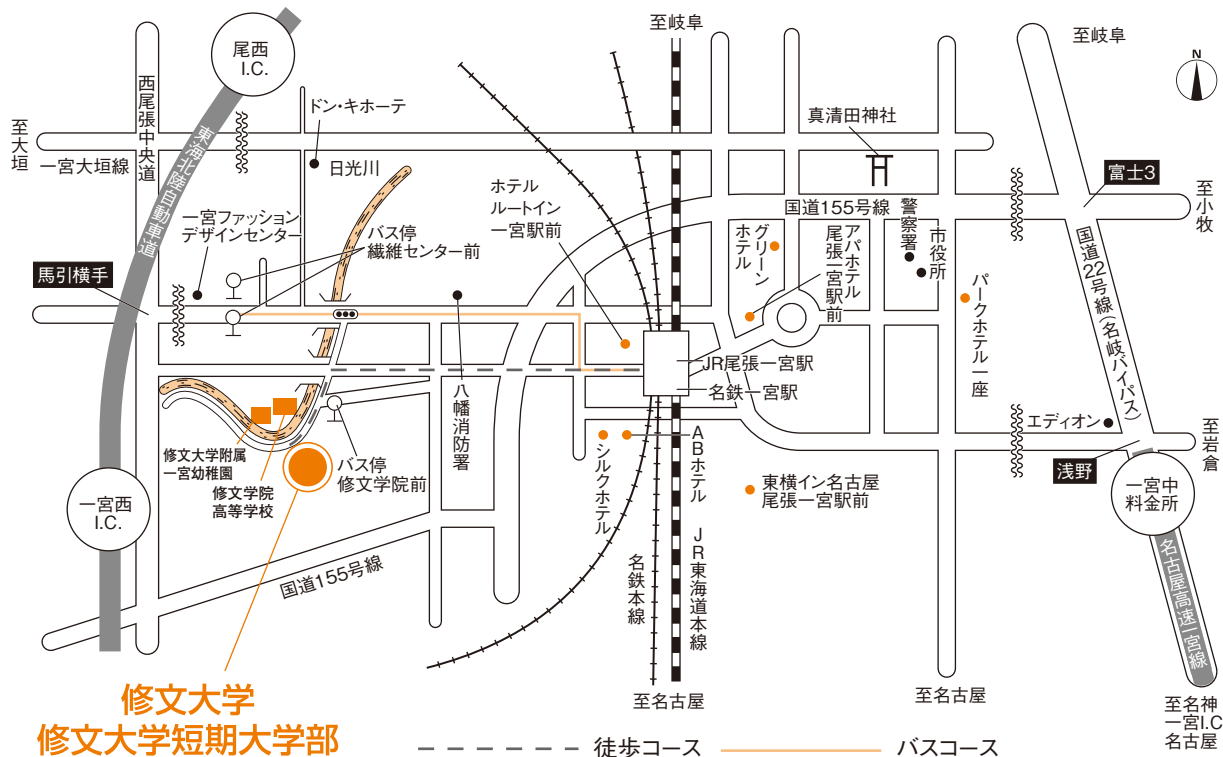 至岐阜
至岐阜
N
尾西
I.C.
西尾張中央道
東海北陸自動車道
至大垣
一宮大垣線
ドン・キホーテ
日光川
真清田神社
富士3
至小牧
ホテル
ルートイン
一宮駅前
一宮ファッション
デザインセンター
バス停
繊維センター前
国道155号線
グリーン
ホテル
アパホテル
尾張一宮駅前
警察署
市役所
パークホテル一座
国道22号線(名岐バイパス)
馬引横手
JR尾張一宮駅
名鉄一宮駅
八幡消防署
エディオン
至岩倉
浅野
修文大学附属
一宮幼稚園
修文学院
高等学校
バス停
修文学院前
シルクホテル
ABホテル
東横イン名古屋
尾張一宮駅前
一宮中
料金所
一宮西
I.C.
国道155号線
名鉄本線
JR東海道本線
名古屋高速一宮線
至名古屋
至名古屋
至名神
一宮I.C
名古屋
修文大学
修文大学短期大学部
徒歩コース
バスコース